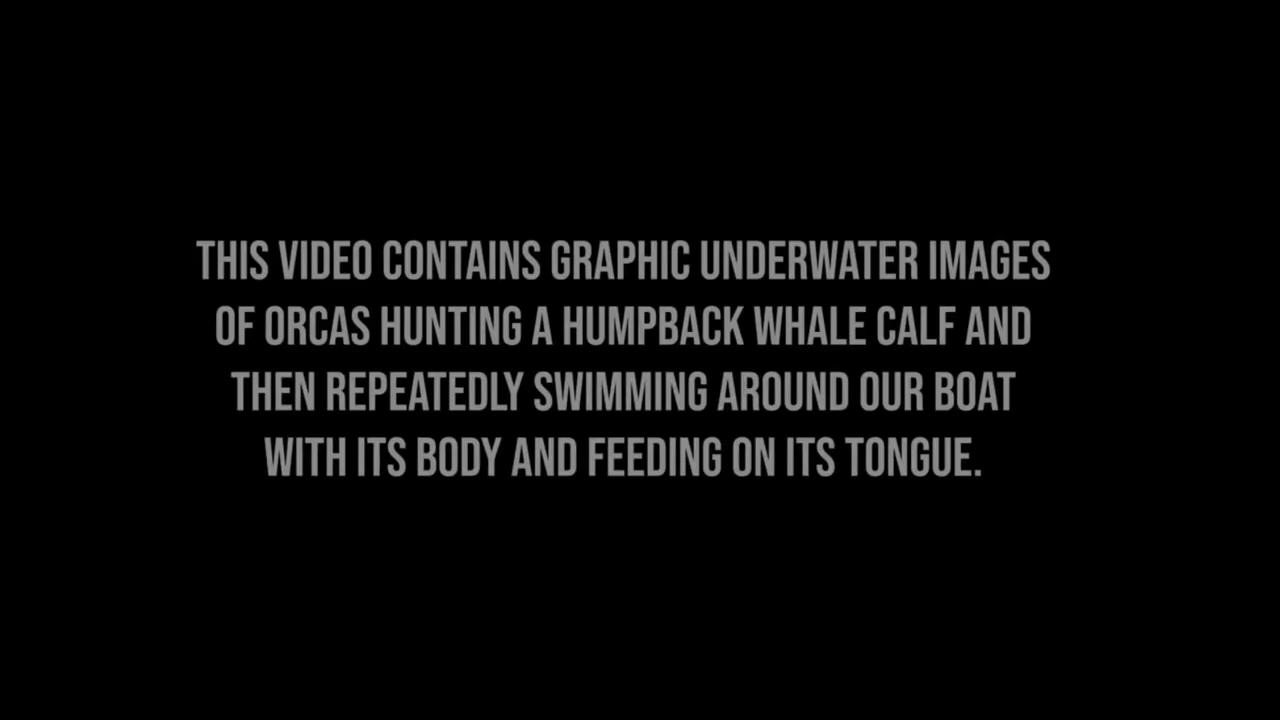 THIS VIDEO CONTAINS GRAPHIC UNDERWATER IMAGES
OF ORCAS HUNTING A HUMPBACK WHALE CALF AND
THEN REPEATEDLY SWIMMING AROUND OUR BOAT
WITH ITS BODY AND FEEDING ON ITS TONGUE.